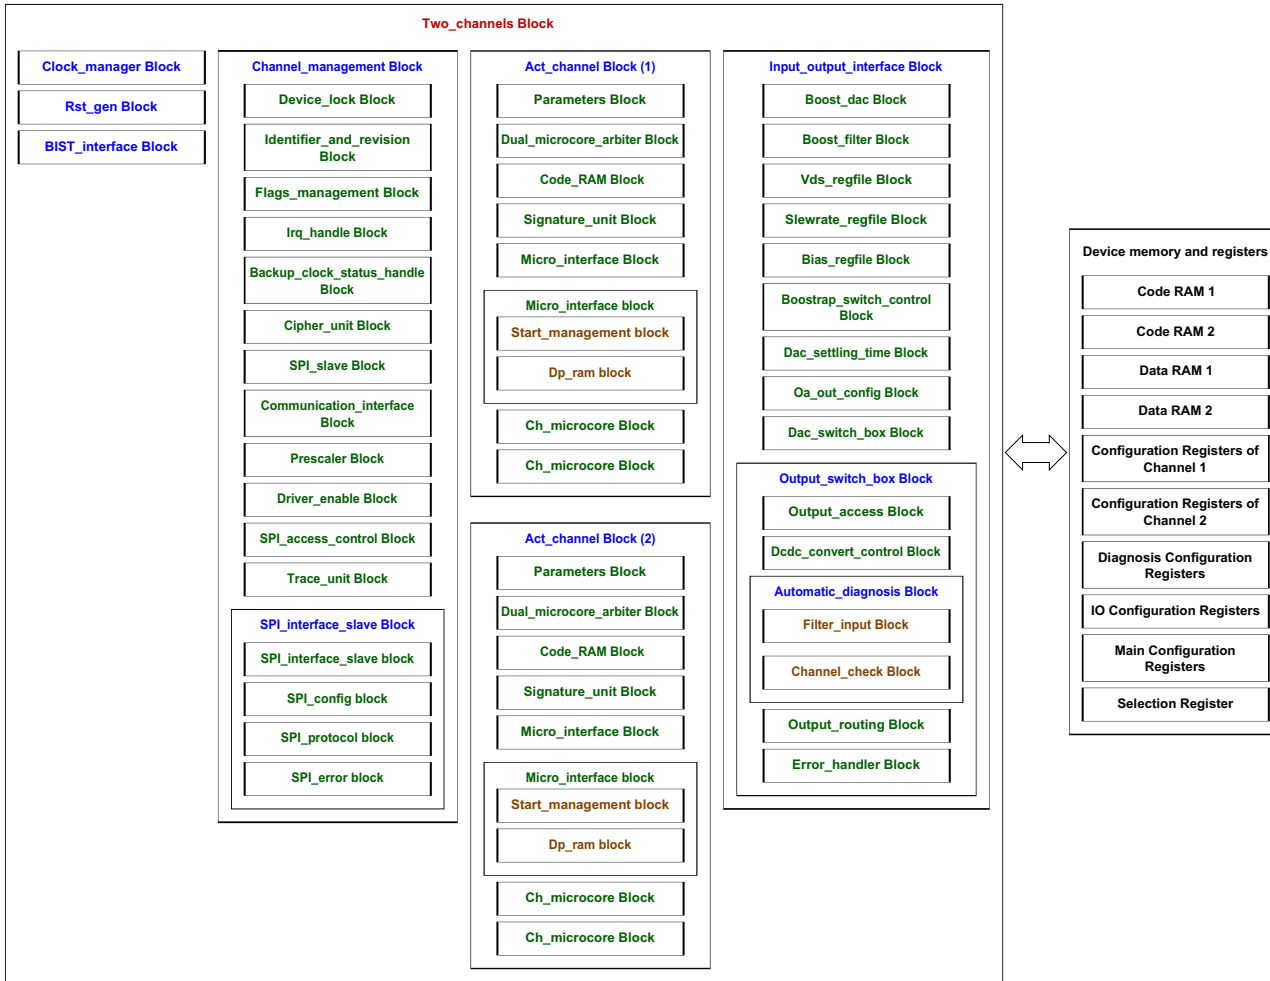 Two_channels Block
Clock_manager Block
Rst_gen Block
BIST_interface Block
Channel_management Block
Device_lock Block
Identifier_and_revision
Block
Flags_management Block
Irq_handle Block
Backup_clock_status_handle
Block
Cipher_unit Block
SPI_slave Block
Communication_interface
Block
Prescaler Block
Driver_enable Block
SPI_access_control Block
Trace_unit Block
SPI_interface_slave Block
SPI_interface_slave block
SPI_config block
SPI_protocol block
SPI_error block
Act_channel Block (1)
Parameters Block
Dual_microcore_arbiter Block
Code_RAM Block
Signature_unit Block
Micro_interface Block
Micro_interface block
Start_management block
Dp_ram block
Ch_microcore Block
Ch_microcore Block
Act_channel Block (2)
Parameters Block
Dual_microcore_arbiter Block
Code_RAM Block
Signature_unit Block
Micro_interface Block
Micro_interface block
Start_management block
Dp_ram block
Ch_microcore Block
Ch_microcore Block
Input_output_interface Block
Boost_dac Block
Boost_filter Block
Vds_regfile Block
Slewrate_regfile Block
Bias_regfile Block
Boostrap_switch_control
Block
Dac_settling_time Block
Oa_out_config Block
Dac_switch_box Block
Output_switch_box Block
Output_access Block
Dcdc_convert_control Block
Automatic_diagnosis Block
Filter_input Block
Channel_check Block
Output_routing Block
Error_handler Block
Device memory and registers
Code RAM 1
Code RAM 2
Data RAM 1
Data RAM 2
Configuration Registers of
Channel 1
Configuration Registers of
Channel 2
Diagnosis Configuration
Registers
IO Configuration Registers
Main Configuration
Registers
Selection Register